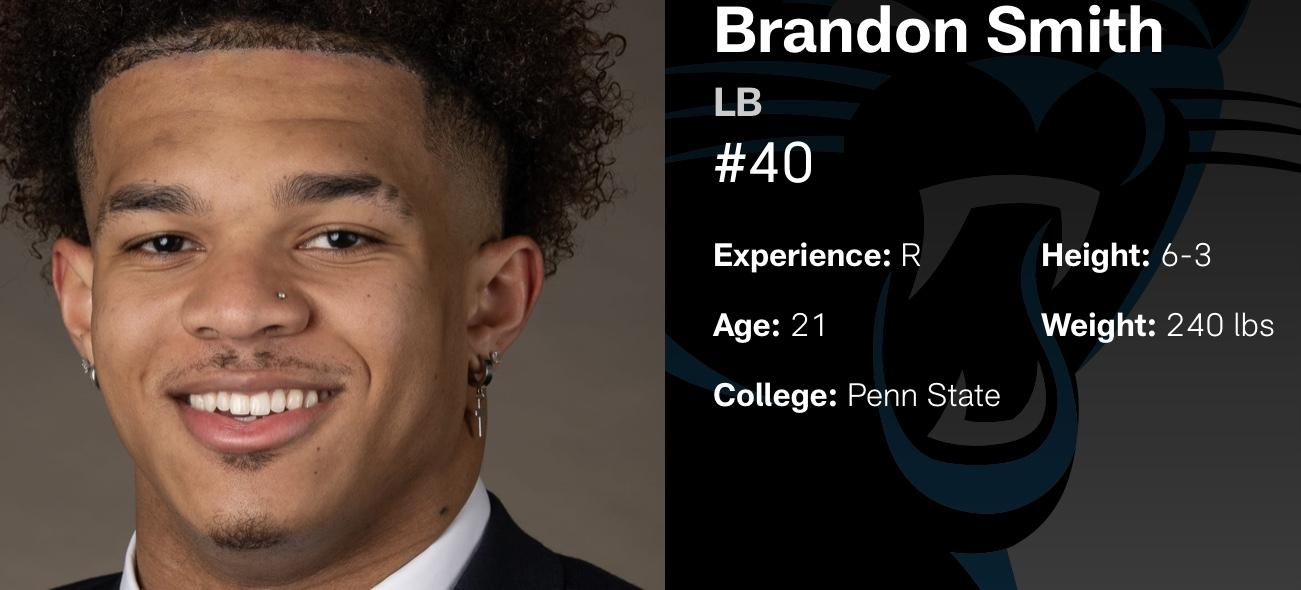 Brandon Smith
LB
#40
Experience: R Height: 6-3
Age: 21 Weight: 240 lbs
College: Penn State